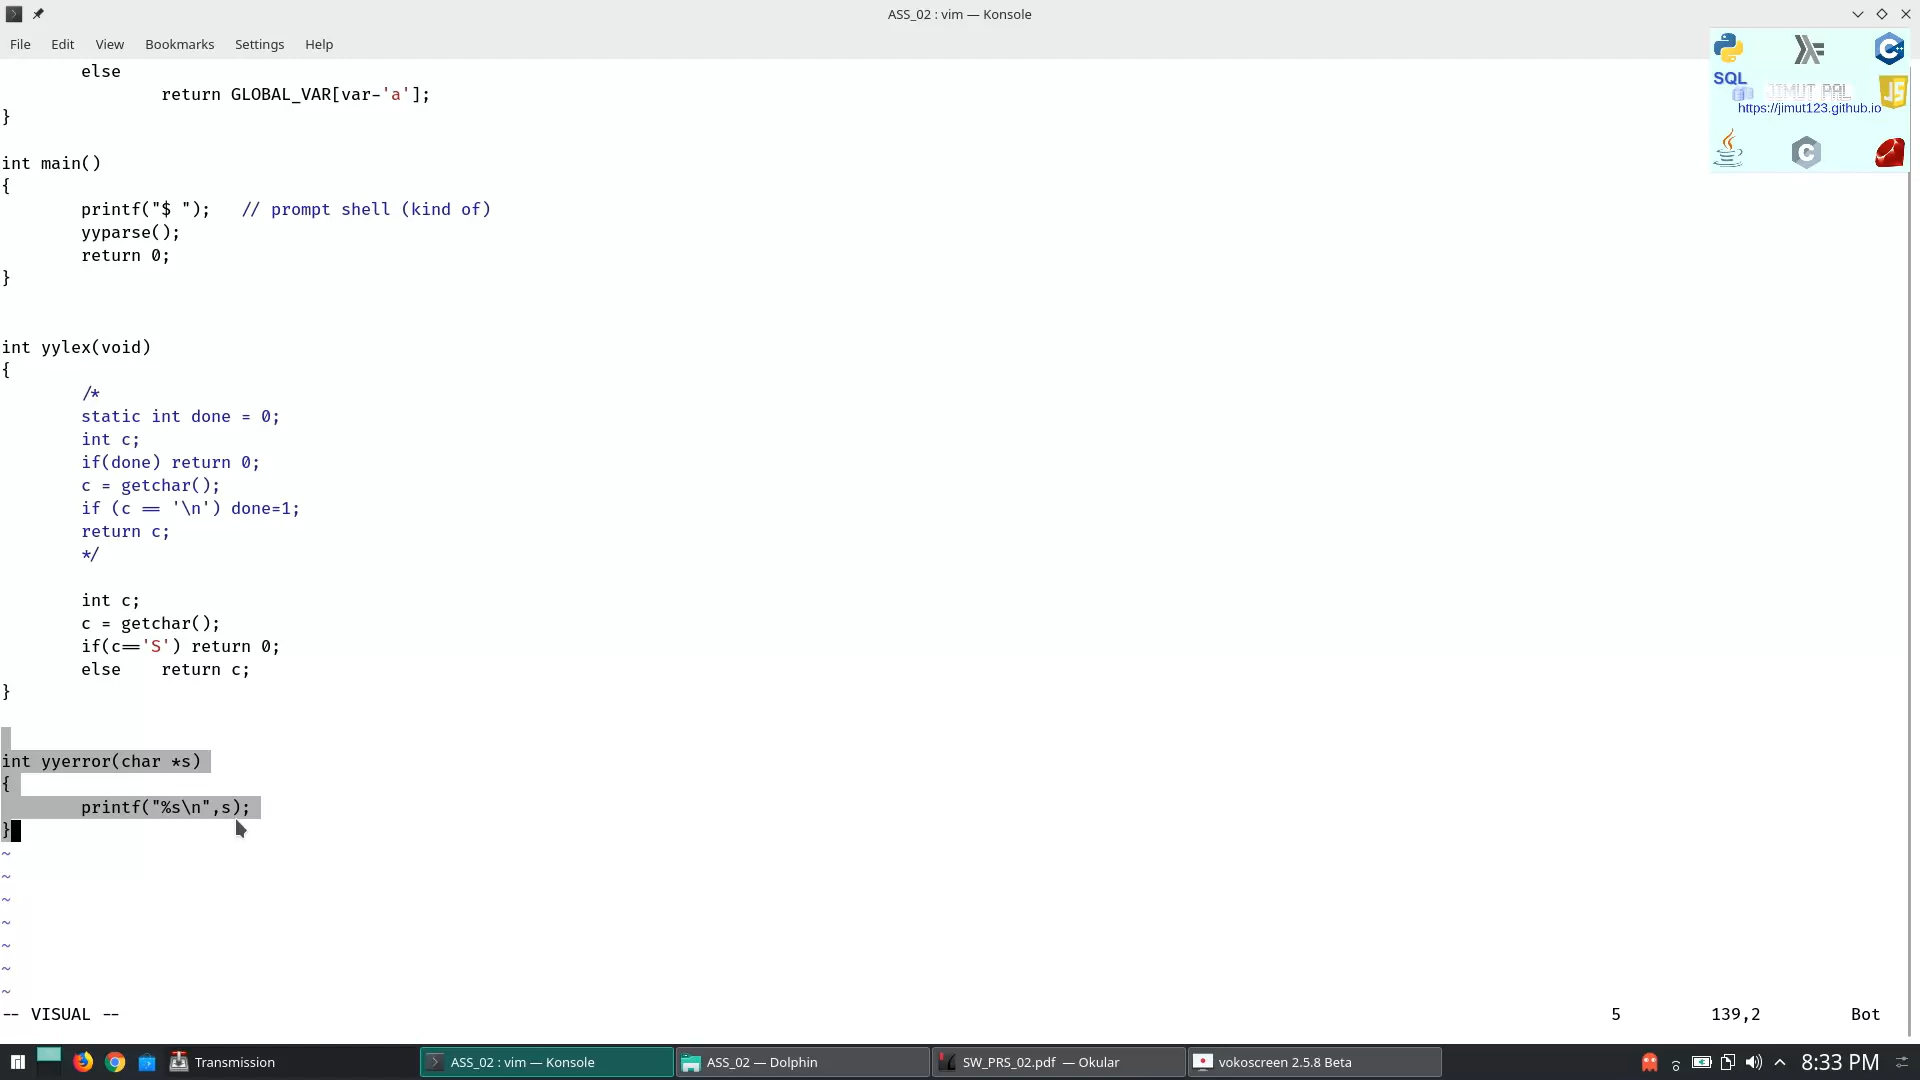 ASS_02 : vim — Konsole
File Edit View Bookmarks Settings Help
else
return GLOBAL_VAR[var-'a'];
}
int main()
{
printf("$ "); // prompt shell (kind of)
yyparse();
return 0;
}
int yylex(void)
{
/*
static int done = 0;
int c;
if(done) return 0;
c = getchar();
if (c == '\n') done=1;
return c;
*/
int c;
c = getchar();
if(c=='S') return 0;
else return c;
}
int yyerror(char *s)
{
printf("%s\n",s);
}
~
~
~
~
~
~
~
-- VISUAL -- 5 139,2 Bot
SQL
JS
JIMUT PAL
https://jimut123.github.io
C
C
Transmission
ASS_02 : vim — Konsole
ASS_02 — Dolphin
SW_PRS_02.pdf — Okular
vokoscreen 2.5.8 Beta
8:33 PM